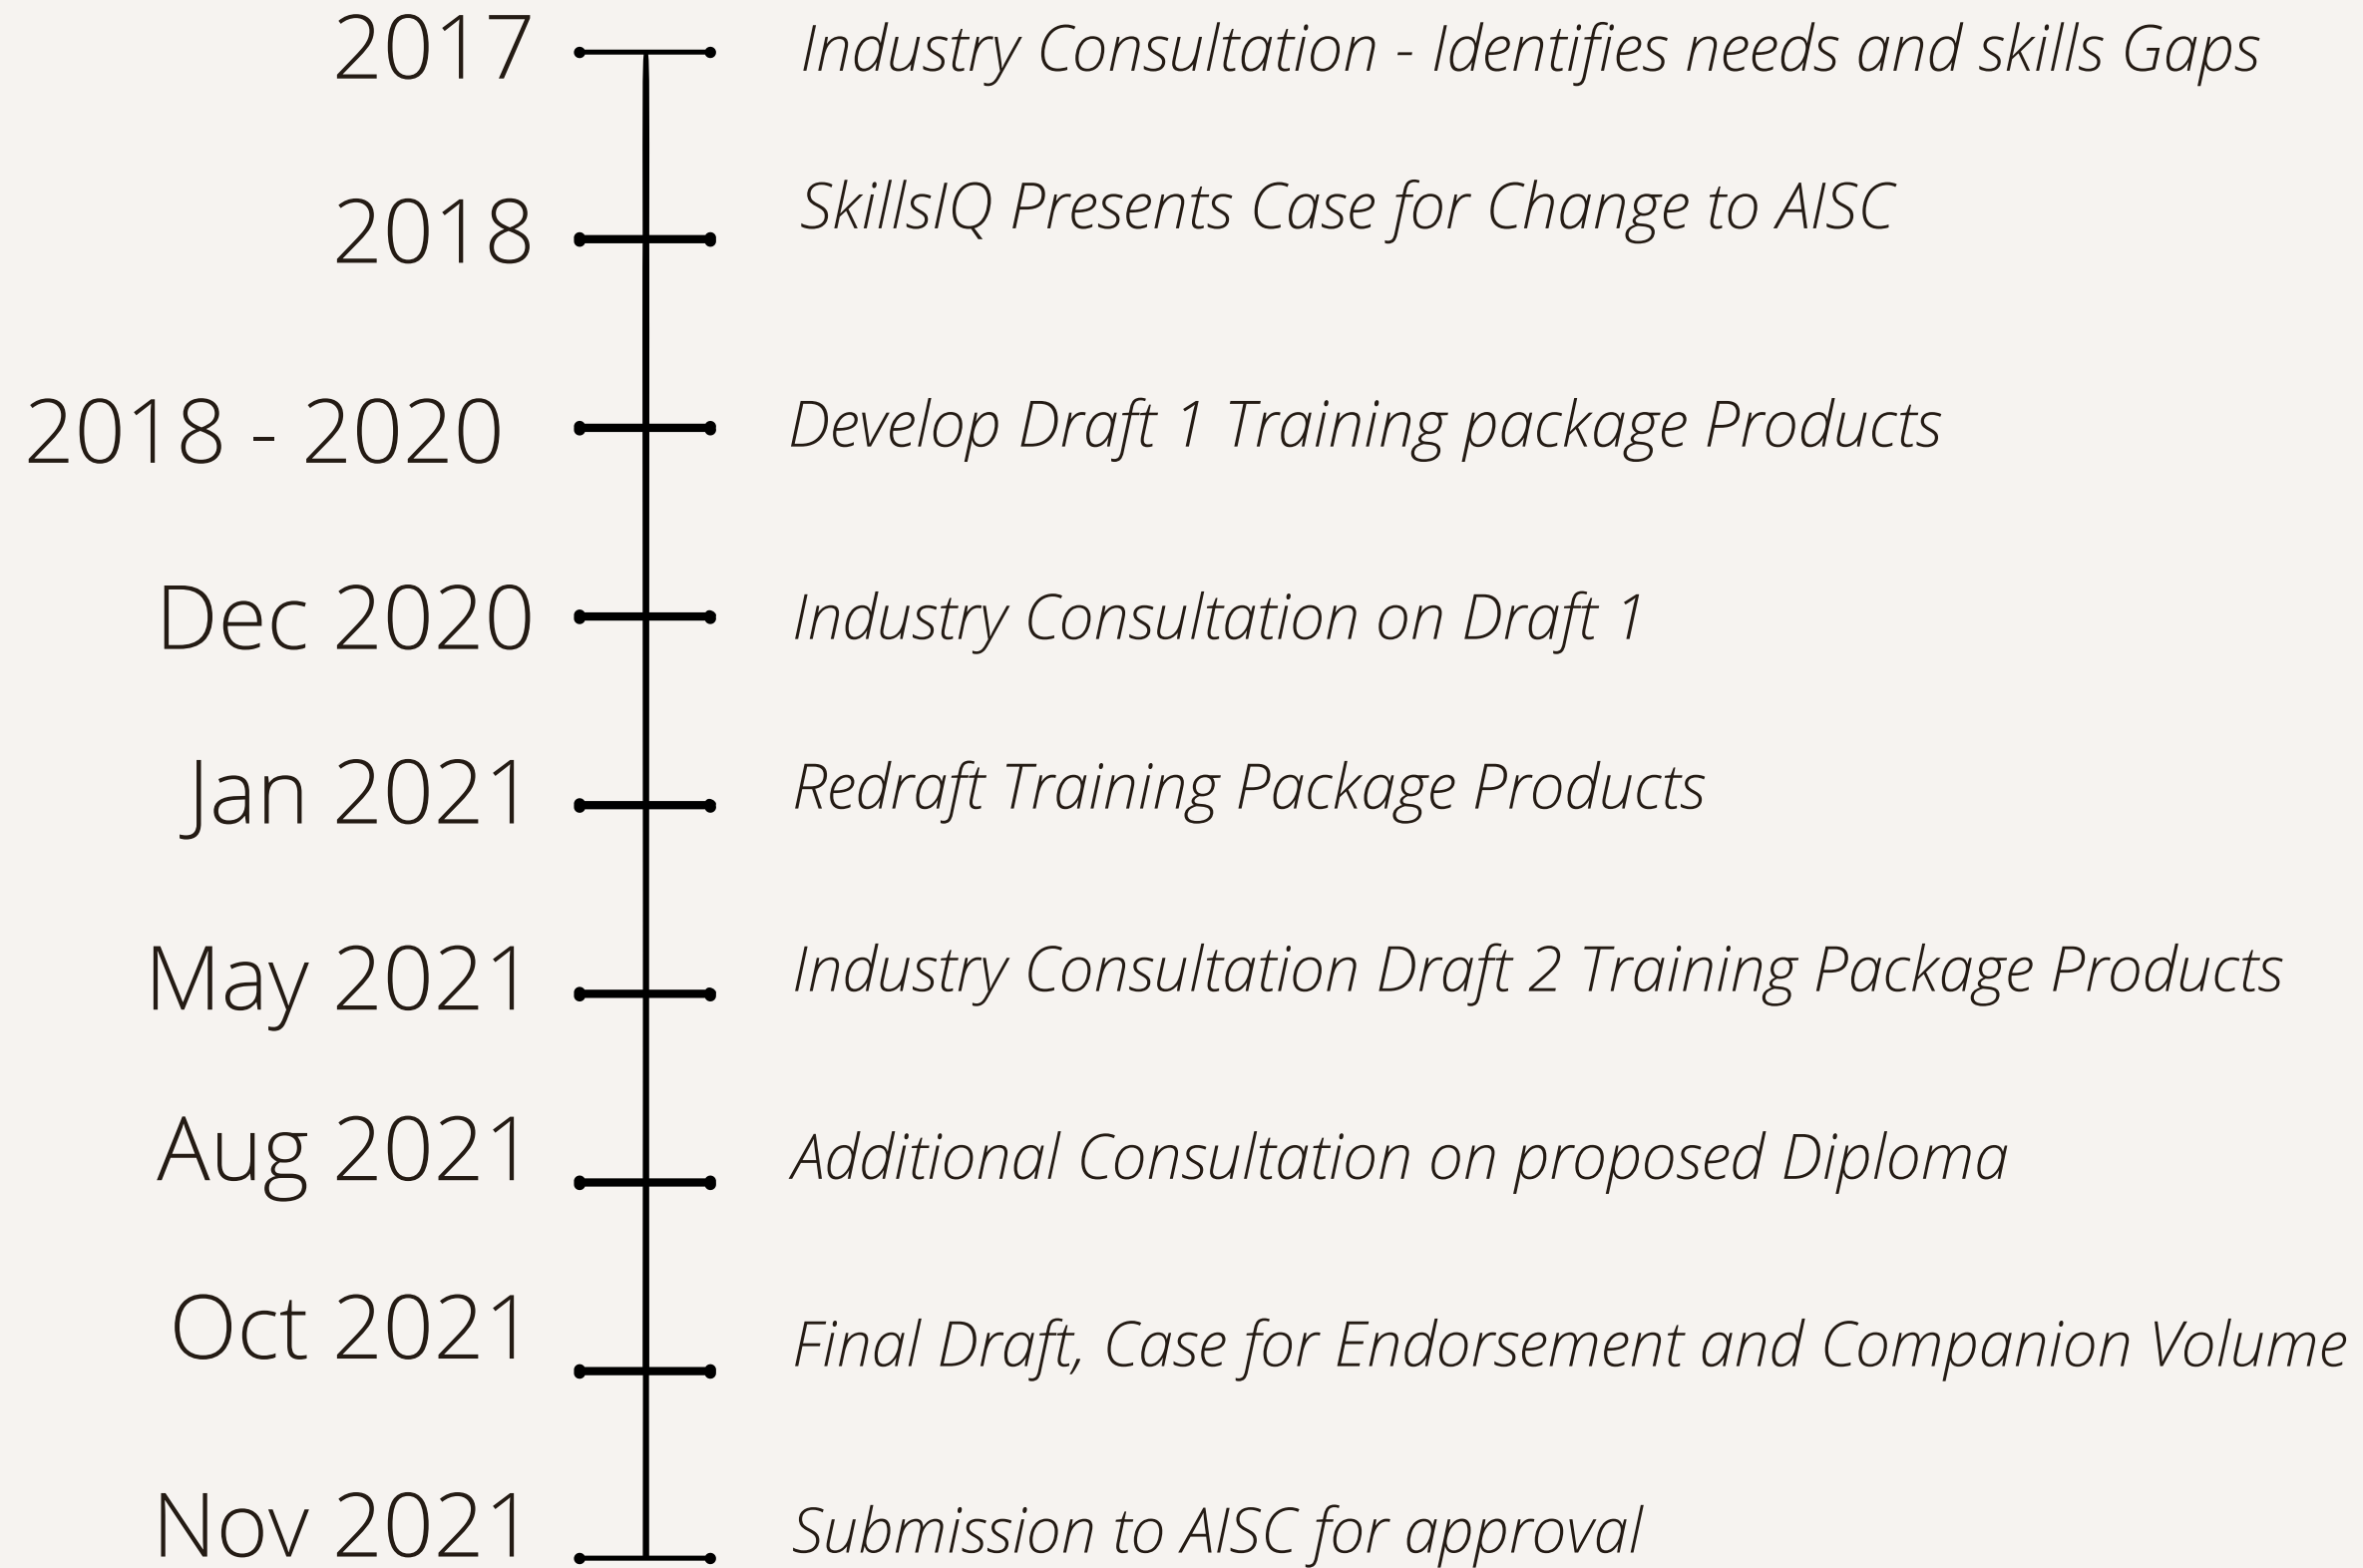 2017 Industry Consultation - Identifies needs and skills Gaps
2018 SkillsIQ Presents Case for Change to AISC
2018 - 2020 Develop Draft 1 Training package Products
Dec 2020 Industry Consultation on Draft 1
Jan 2021 Redraft Training Package Products
May 2021 Industry Consultation Draft 2 Training Package Products
Aug 2021 Additional Consultation on proposed Diploma
Oct 2021 Final Draft, Case for Endorsement and Companion Volume
Nov 2021 Submission to AISC for approval